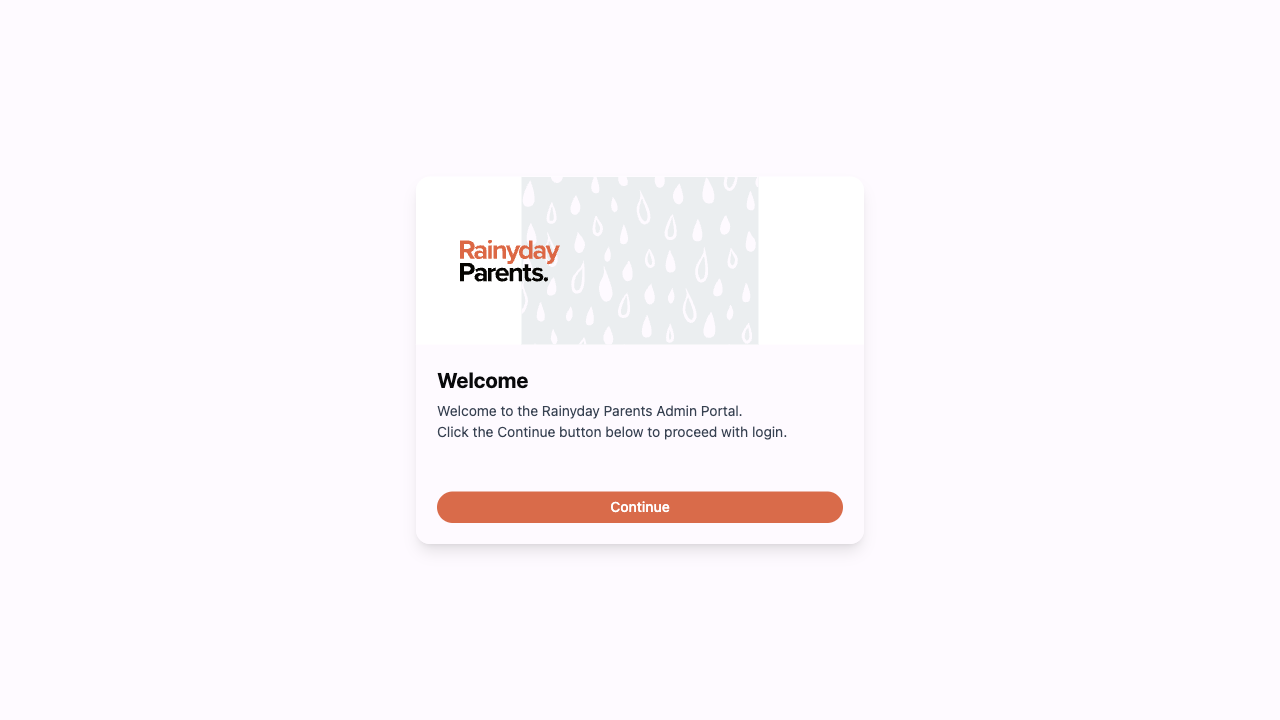 Rainyday
Parents.
Welcome
Welcome to the Rainyday Parents Admin Portal.
Click the Continue button below to proceed with login.
Continue